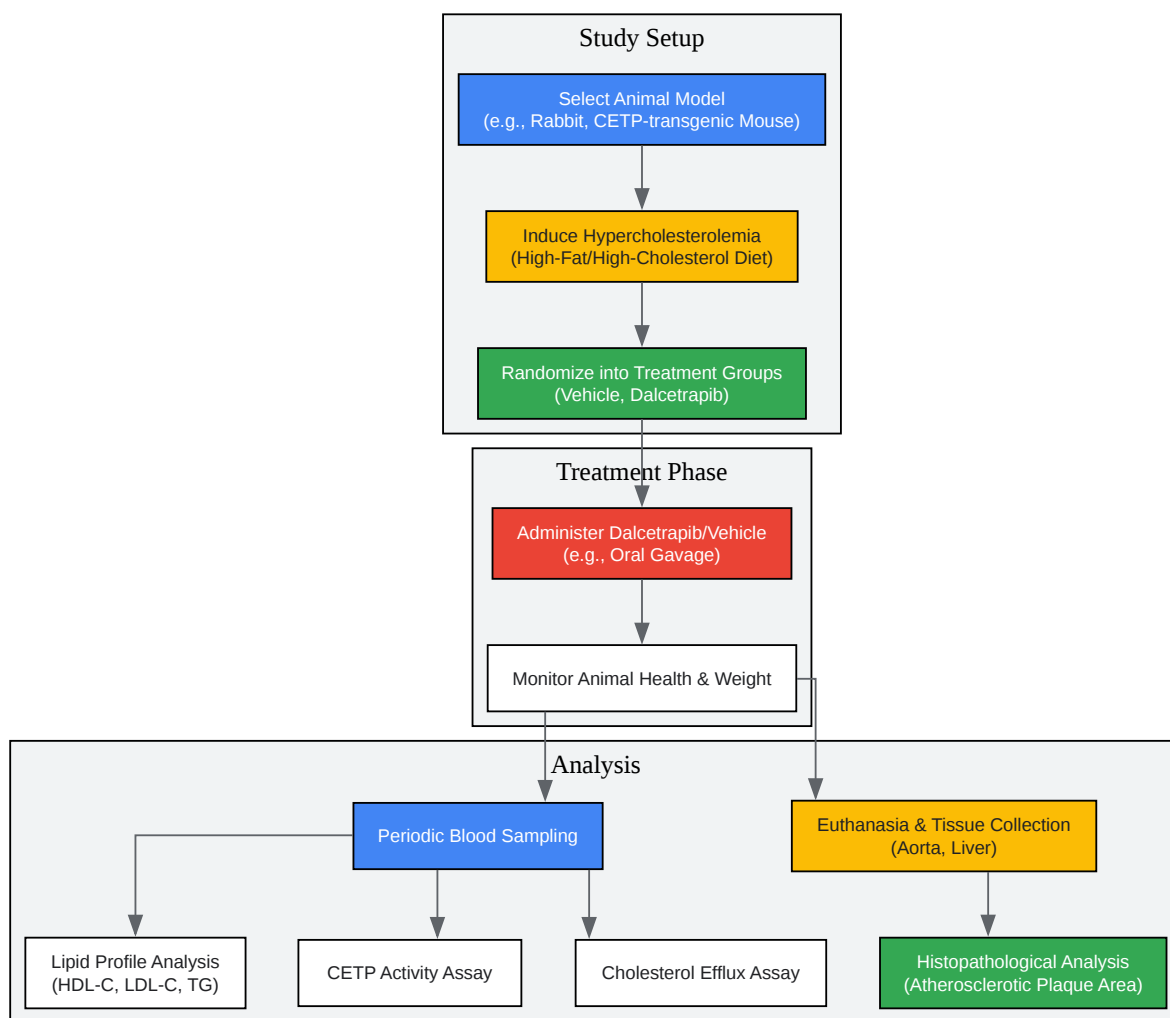 Study Setup
Select Animal Model
(e.g., Rabbit, CETP-transgenic Mouse)
Induce Hypercholesterolemia
(High-Fat/High-Cholesterol Diet)
Randomize into Treatment Groups
(Vehicle, Dalcetrapib)
Treatment Phase
Administer Dalcetrapib/Vehicle
(e.g., Oral Gavage)
Monitor Animal Health & Weight
Analysis
Periodic Blood Sampling
Euthanasia & Tissue Collection
(Aorta, Liver)
Lipid Profile Analysis
(HDL-C, LDL-C, TG)
CETP Activity Assay
Cholesterol Efflux Assay
Histopathological Analysis
(Atherosclerotic Plaque Area)